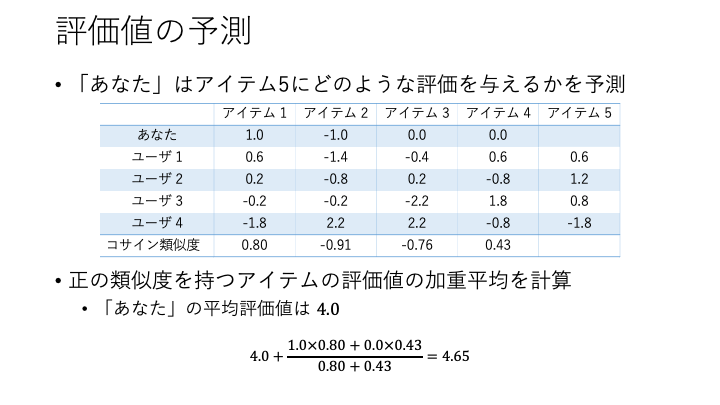 評価値の予測
• 「あなた」はアイテム5にどのような評価を与えるかを予測
アイテム 1 アイテム 2 アイテム 3 アイテム 4 アイテム 5
あなた 1.0 -1.0 0.0 0.0
ユーザ 1 0.6 -1.4 -0.4 0.6 0.6
ユーザ 2 0.2 -0.8 0.2 -0.8 1.2
ユーザ 3 -0.2 -0.2 -2.2 1.8 0.8
ユーザ 4 -1.8 2.2 2.2 -0.8 -1.8
コサイン類似度 0.80 -0.91 -0.76 0.43
• 正の類似度を持つアイテムの評価値の加重平均を計算
• 「あなた」の平均評価値は 4.0
1.0×0.80 + 0.0×0.43
4.0 + = 4.65
0.80 + 0.43